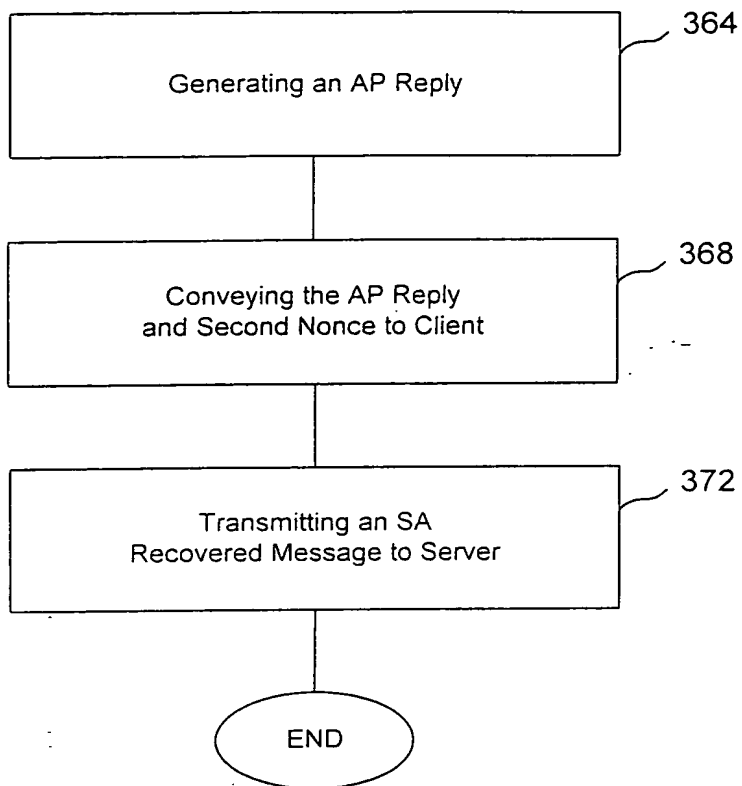 364
Generating an AP Reply
368
Conveying the AP Reply
and Second Nonce to Client
372
Transmitting an SA
Recovered Message to Server
END